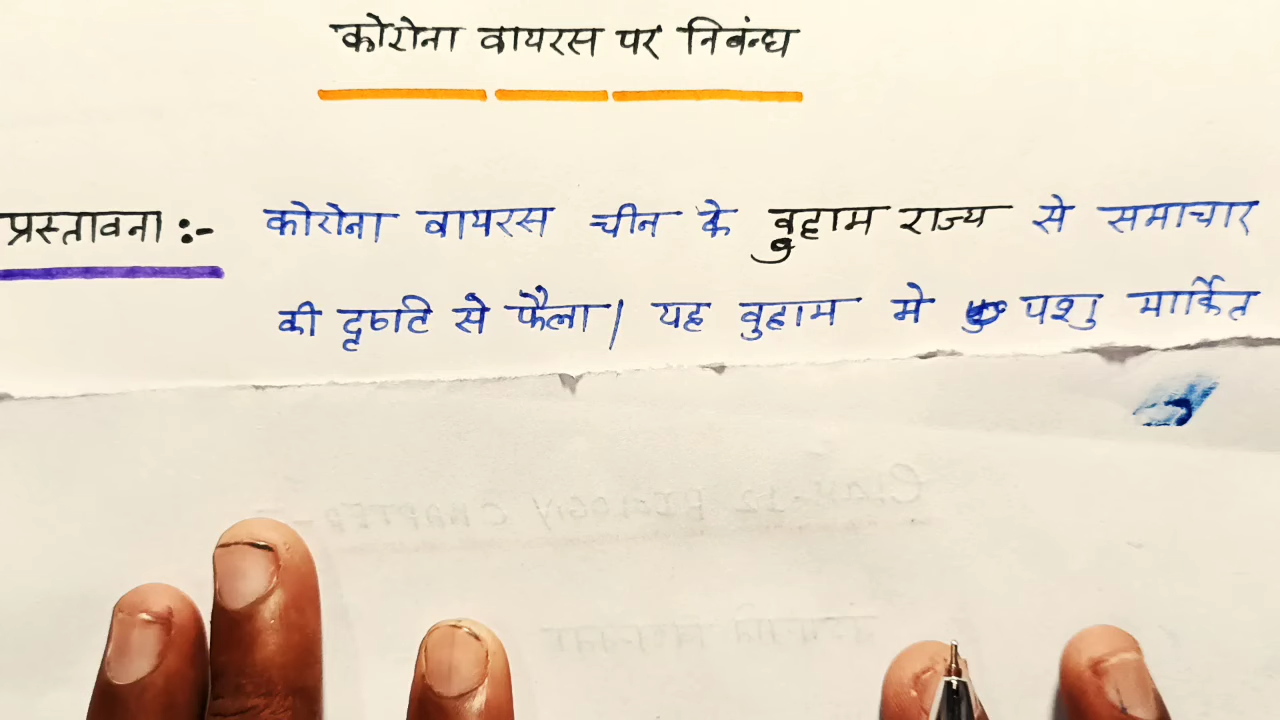 कोरोना वायरस पर निबंन्ध
प्रस्तावना :- कोरोना वायरस चीन के वुहाम राज्य से समाचार
की दृष्टि से फैला। यह वुहाम मे पशु मार्कित